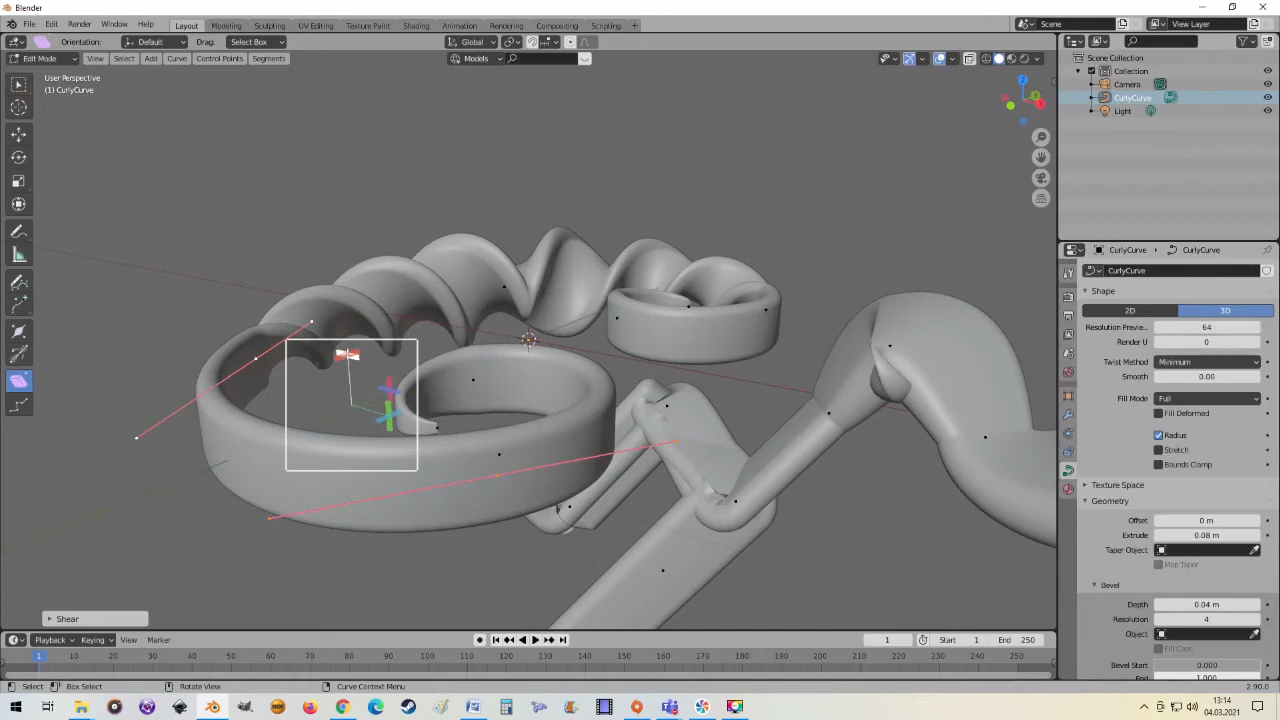 Blender
File Edit Render Window Help Layout Modeling Sculpting UV Editing Texture Paint Shading Animation Rendering Compositing Scripting + Scene View Layer
Orientation: Default Drag: Select Box Global
Edit Mode View Select Add Curve Control Points Segments Models
User Perspective
(1) CurlyCurve
Scene Collection
Collection
Camera
CurlyCurve
Light
CurlyCurve CurlyCurve
CurlyCurve
Shape
2D 3D
Resolution Previe.. 64
Render U 0
Twist Method Minimum
Smooth 0.00
Fill Mode Full
Fill Deformed
Radius
Stretch
Bounds Clamp
Texture Space
Geometry
Offset 0 m
Extrude 0.08 m
Taper Object
Map Taper
Bevel
Depth 0.04 m
Resolution 4
Object
Fill Caps
Bevel Start 0.000
End 1.000
Shear
Playback Keying View Marker 1 Start 1 End 250
1 10 20 30 40 50 60 70 80 90 100 110 120 130 140 150 160 170 180 190 200 210 220 230 240 250
Select Box Select Rotate View Curve Context Menu 2.90.0
13:14
04.03.2021